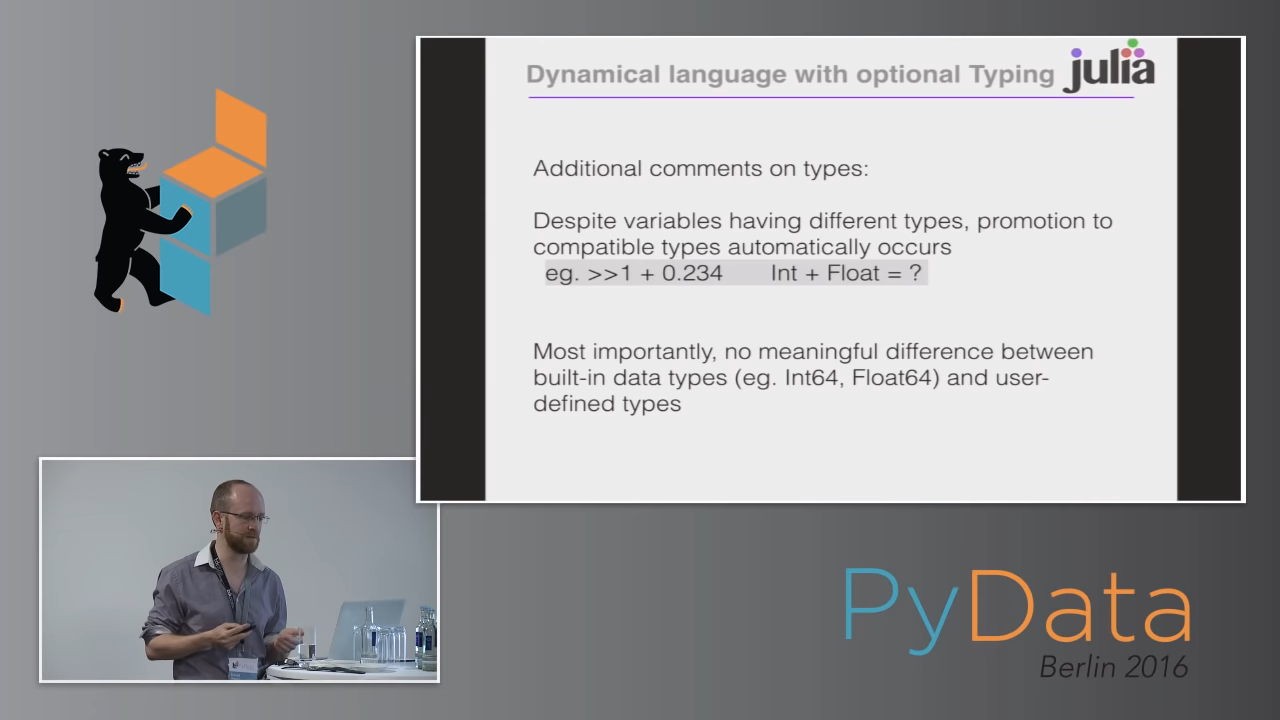 Dynamical language with optional Typing
julia
Additional comments on types:
Despite variables having different types, promotion to
compatible types automatically occurs
eg. >>1 + 0.234 Int + Float = ?
Most importantly, no meaningful difference between
built-in data types (eg. Int64, Float64) and user-
defined types
PyData
Berlin 2016